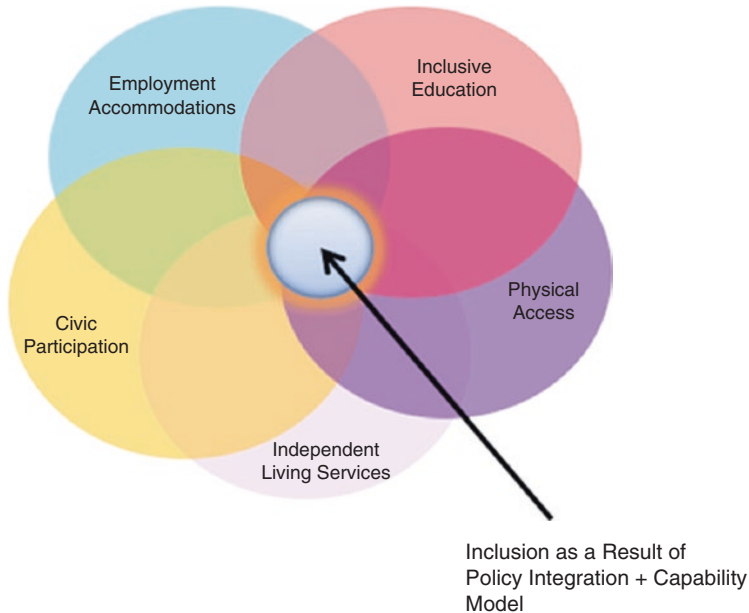 Employment
Accommodations
Inclusive
Education
Physical
Access
Civic
Participation
Independent
Living Services
Inclusion as a Result of
Policy Integration + Capability
Model